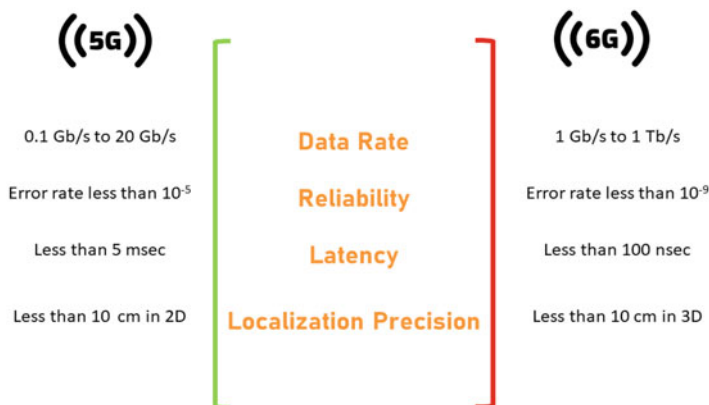 5G
6G
0.1 Gb/s to 20 Gb/s
Data Rate
1 Gb/s to 1 Tb/s
Error rate less than 10⁻⁵
Reliability
Error rate less than 10⁻⁹
Less than 5 msec
Latency
Less than 100 nsec
Less than 10 cm in 2D
Localization Precision
Less than 10 cm in 3D